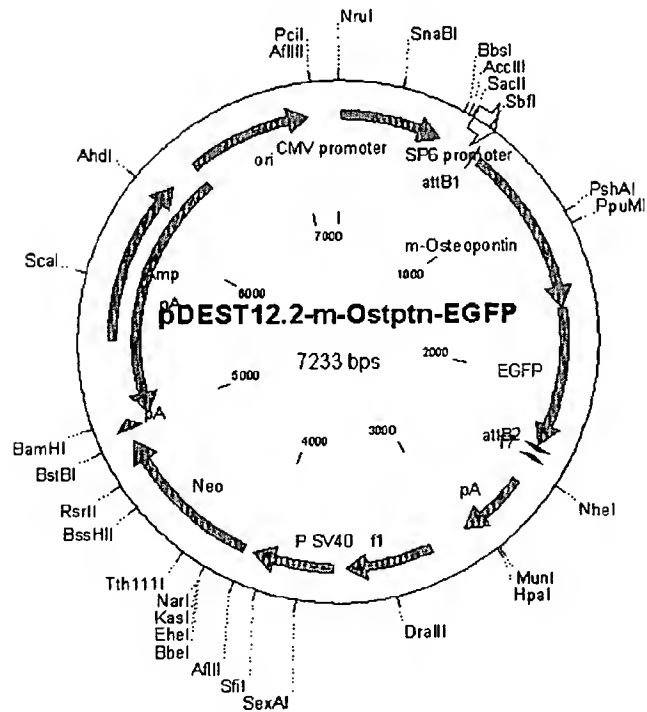 NruI
PciI
AflIII
SnaBI
BbsI
AccIII
SacII
SbfI
AhdI
ori
CMV promoter
SP6 promoter
attB1
PshAI
PpuMI
7000
1
m-Osteopontin
1000
ScaI
Amp
pA
6000
pDEST12.2-m-Ostptn-EGFP
7233 bps
2000
EGFP
5000
pA
4000
3000
attB2
T7
BamHI
BstBI
RsrII
BssHII
Neo
pA
NheI
P SV40
f1
MunI
HpaI
Tth111I
NarI
KasI
EheI
BbeI
AflII
SfiI
SexAI
DraIII